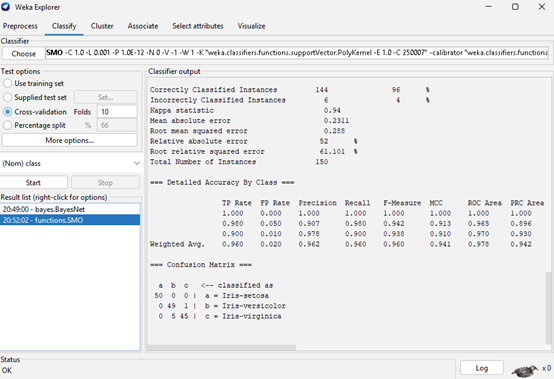 Weka Explorer
Preprocess Classify Cluster Associate Select attributes Visualize
Classifier
Choose SMO -C 1.0 -L 0.001 -P 1.0E-12 -N 0 -V -1 -W 1 -K "weka.classifiers.functions.supportVector.PolyKernel -E 1.0 -C 250007" -calibrator "weka.classifiers.functions
Test options
Use training set
Supplied test set Set...
Cross-validation Folds 10
Percentage split % 66
More options...
(Nom) class
Start Stop
Result list (right-click for options)
20:49:00 - bayes.BayesNet
20:52:02 - functions.SMO
Classifier output
Correctly Classified Instances 144 96 %
Incorrectly Classified Instances 6 4 %
Kappa statistic 0.94
Mean absolute error 0.2311
Root mean squared error 0.288
Relative absolute error 52 %
Root relative squared error 61.101 %
Total Number of Instances 150
=== Detailed Accuracy By Class ===
TP Rate FP Rate Precision Recall F-Measure MCC ROC Area PRC Area
1.000 0.000 1.000 1.000 1.000 1.000 1.000 1.000
0.980 0.050 0.907 0.980 0.942 0.913 0.965 0.896
0.900 0.010 0.978 0.900 0.938 0.910 0.970 0.930
Weighted Avg. 0.960 0.020 0.962 0.960 0.960 0.941 0.978 0.942
=== Confusion Matrix ===
a b c <-- classified as
50 0 0 | a = Iris-setosa
0 49 1 | b = Iris-versicolor
0 5 45 | c = Iris-virginica
Status
OK
Log
x 0